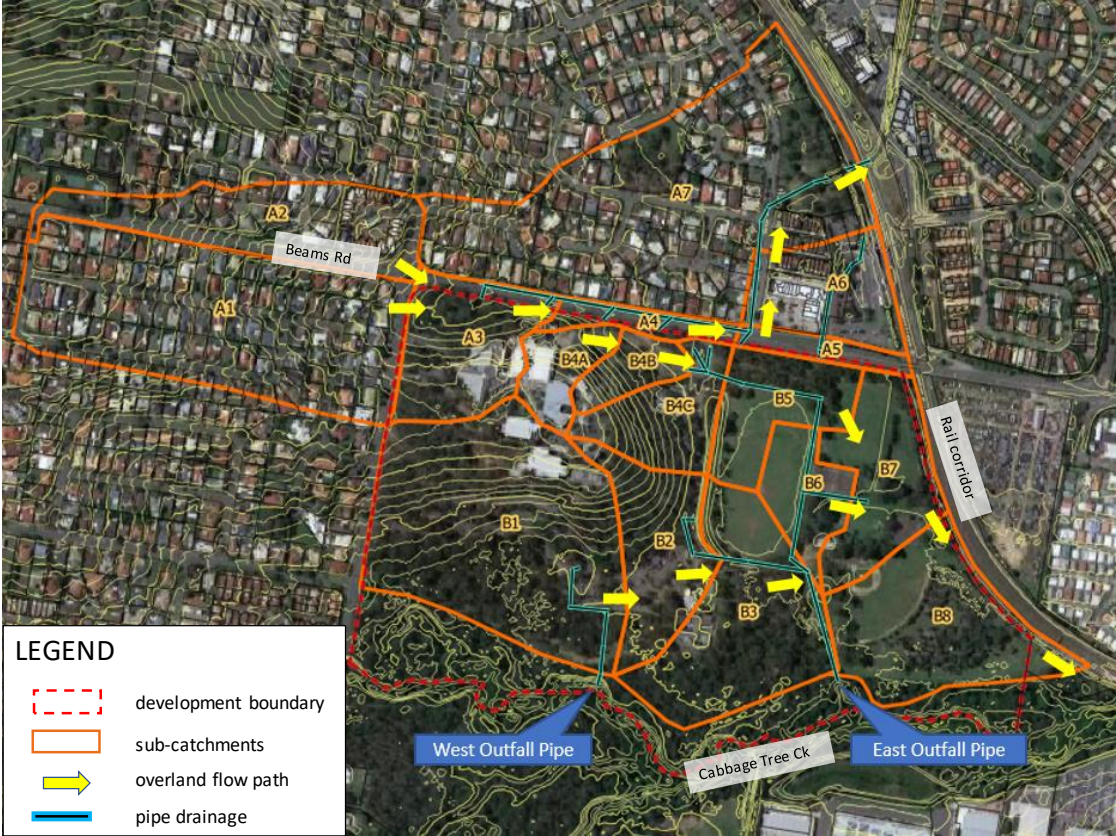 A7
A2
Beams Rd
A6
A1
A4
A3
A5
B4A
B4B
B4C
B5
B7
Rail corridor
B6
B1
B2
B3
B8
LEGEND
development boundary
sub-catchments
overland flow path
pipe drainage
West Outfall Pipe
East Outfall Pipe
Cabbage Tree Ck